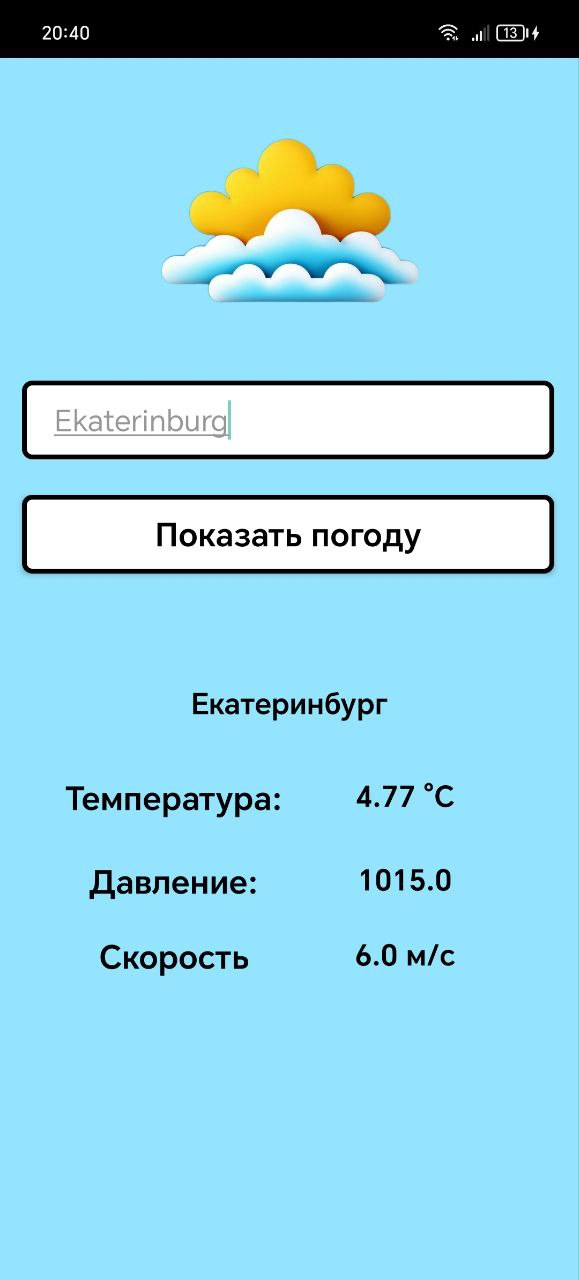 20:40
13
Ekaterinburg
Показать погоду
Екатеринбург
Температура: 4.77 °C
Давление: 1015.0
Скорость 6.0 м/с